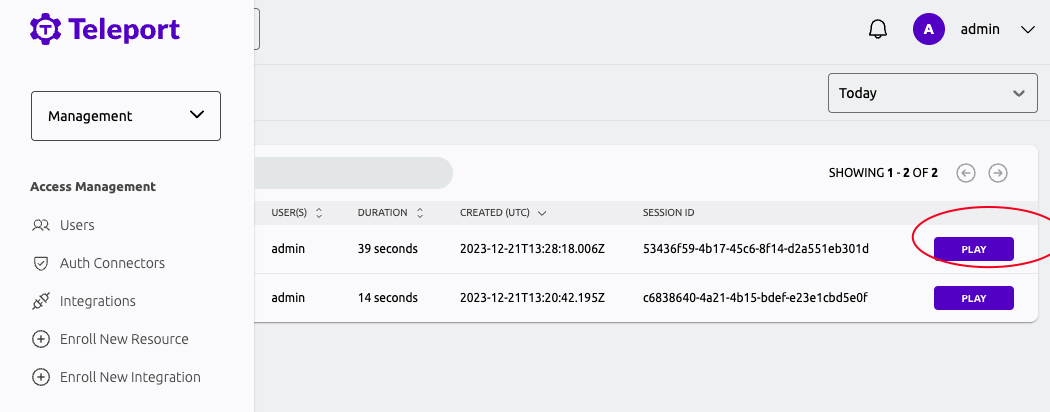 Teleport
A admin
Today
Management
SHOWING 1 - 2 OF 2
Access Management
Users
Auth Connectors
Integrations
Enroll New Resource
Enroll New Integration
USER(S) DURATION CREATED (UTC) SESSION ID
admin 39 seconds 2023-12-21T13:28:18.006Z 53436f59-4b17-45c6-8f14-d2a551eb301d PLAY
admin 14 seconds 2023-12-21T13:20:42.195Z c6838640-4a21-4b15-bdef-e23e1cbd5e0f PLAY